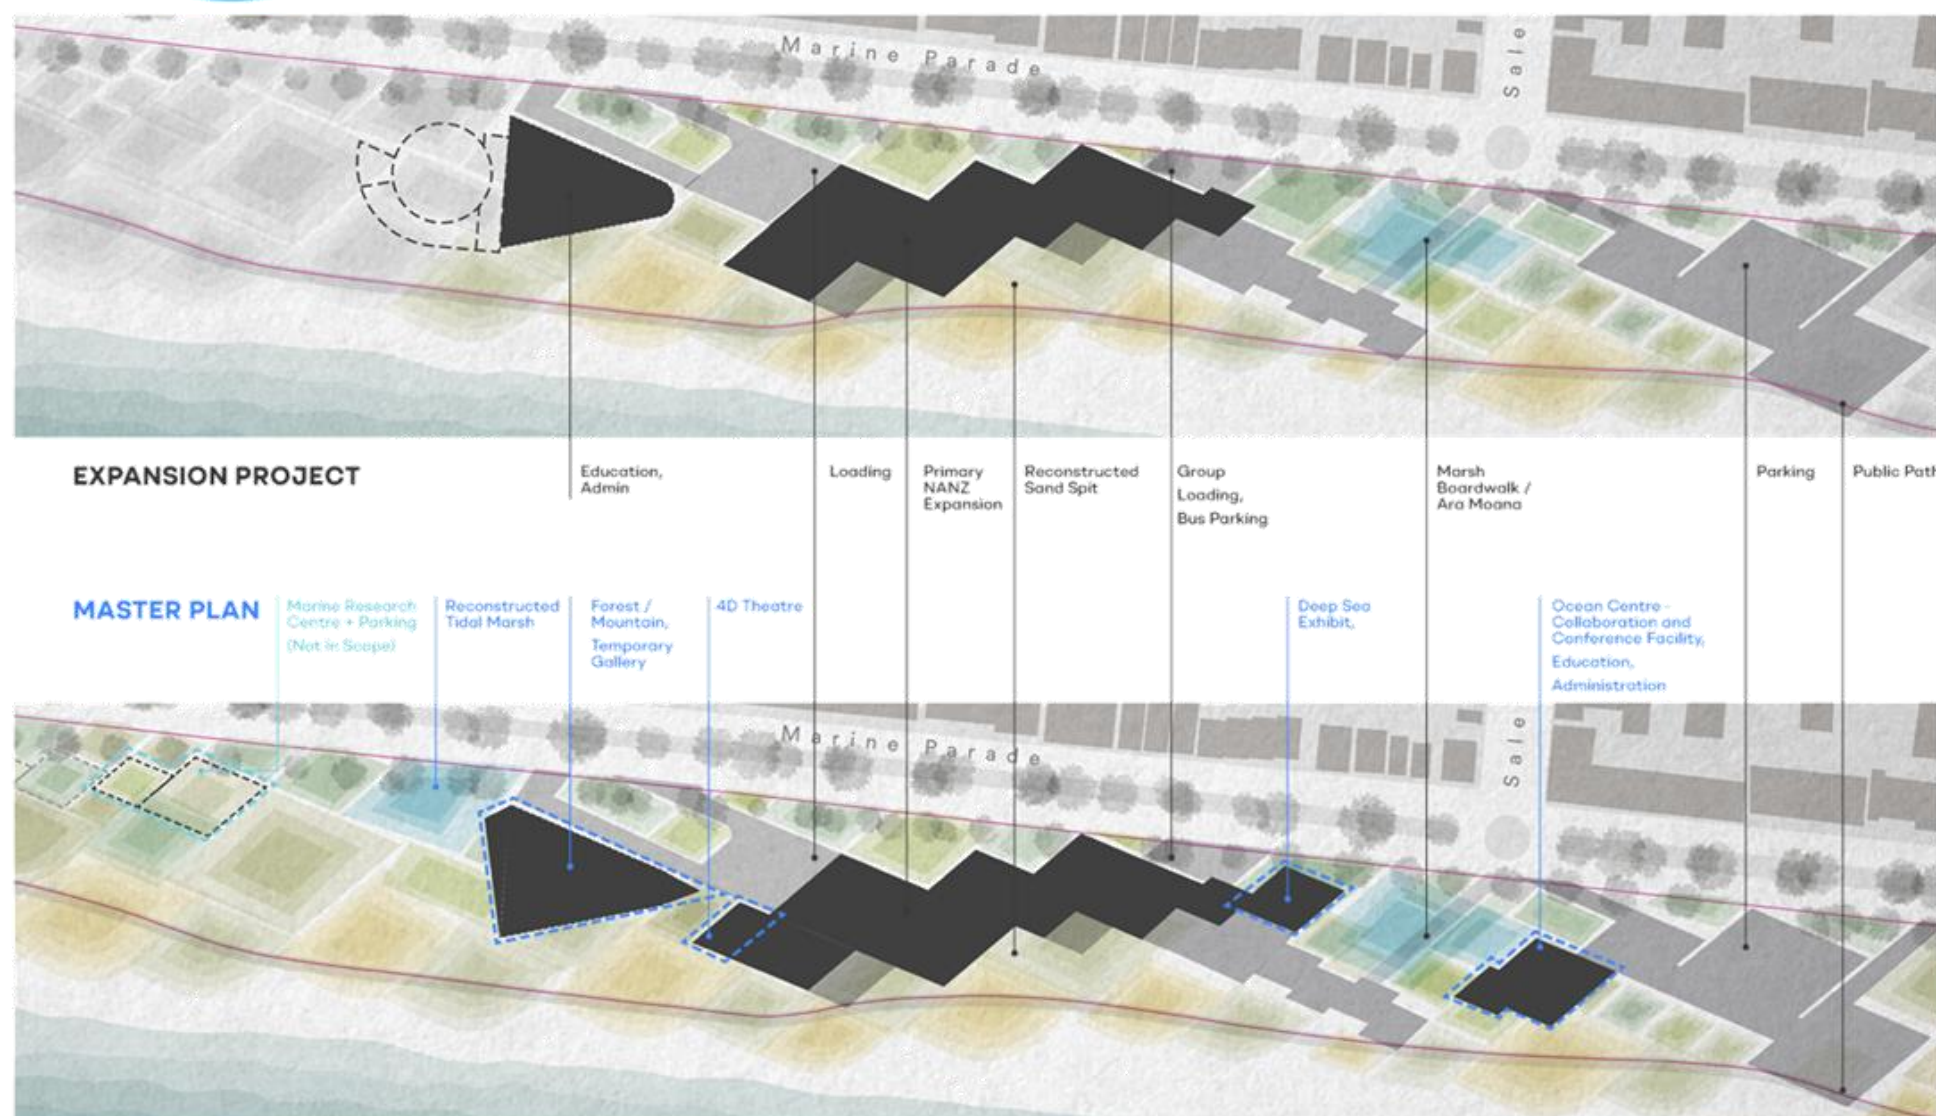 Marine Parade
Sale
EXPANSION PROJECT
Education,
Admin
Loading
Primary
NANZ
Expansion
Reconstructed
Sand Spit
Group
Loading,
Bus Parking
Marsh
Boardwalk /
Ara Moana
Parking
Public Path
MASTER PLAN
Marine Research
Centre + Parking
(Not in Scope)
Reconstructed
Tidal Marsh
Forest /
Mountain,
Temporary
Gallery
4D Theatre
Deep Sea
Exhibit,
Ocean Centre -
Collaboration and
Conference Facility,
Education,
Administration
Marine Parade
Sale